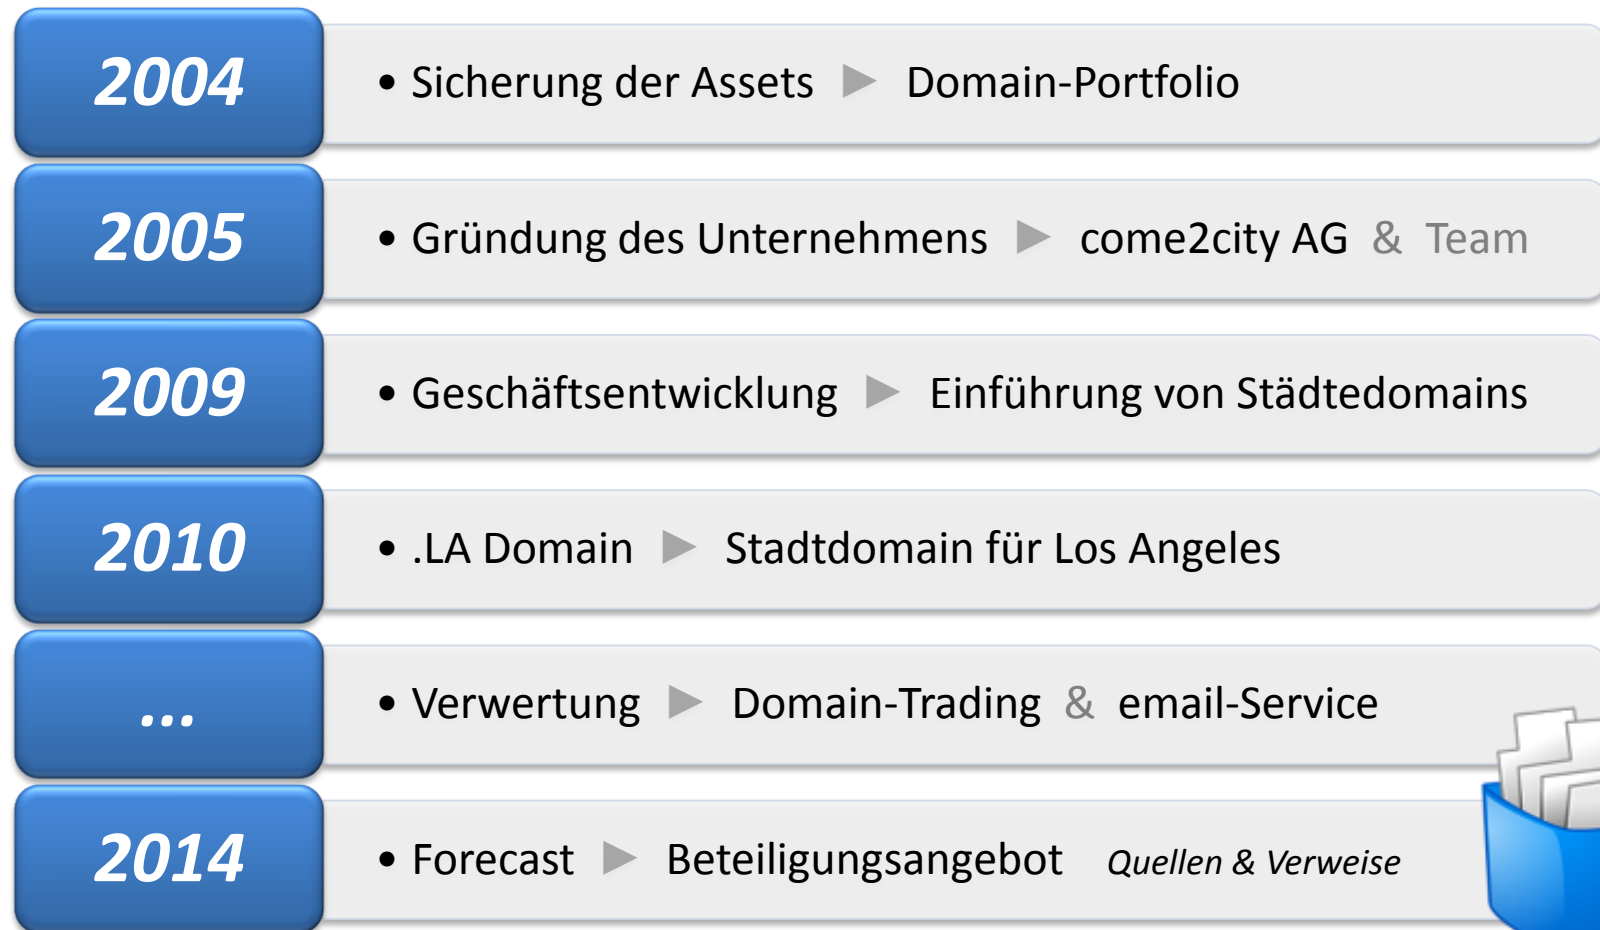 2004
• Sicherung der Assets ► Domain-Portfolio
2005
• Gründung des Unternehmens ► come2city AG & Team
2009
• Geschäftsentwicklung ► Einführung von Städtedomains
2010
• .LA Domain ► Stadtdomain für Los Angeles
...
• Verwertung ► Domain-Trading & email-Service
2014
• Forecast ► Beteiligungsangebot Quellen & Verweise